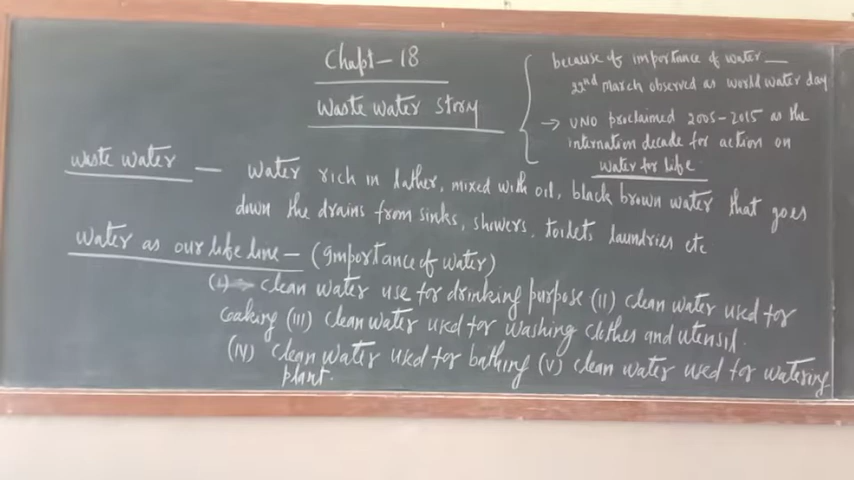 Chapt - 18
Waste water story
because of importance of water —
22nd march observed as world water day
→ UNO proclaimed 2005-2015 as the
internation decade for action on
water for life
waste water — water rich in lather, mixed with oil, black brown water that goes
down the drains from sinks, showers, toilets, laundries etc
water as our life line - (importance of water)
(I) → clean water use for drinking purpose (II) clean water used for
cooking (III) clean water used for washing clothes and utensil.
(IV) clean water used for bathing (V) clean water used for watering
plant.